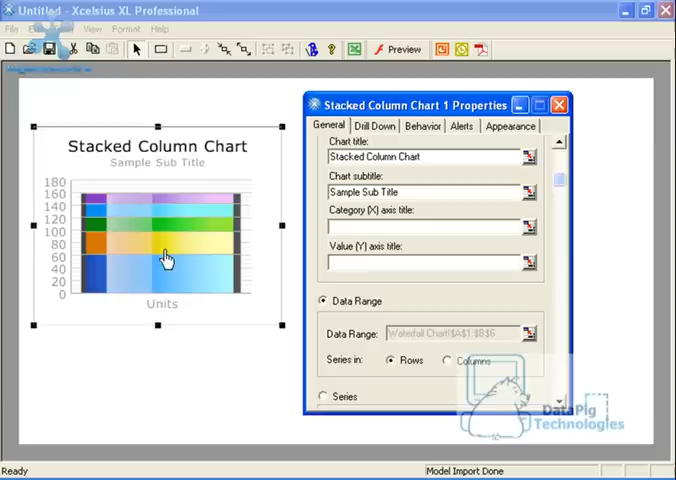 Untitled - Xcelsius XL Professional
File
View Format Help
Preview
Stacked Column Chart
Sample Sub Title
180
160
140
120
100
80
60
40
20
0
Units
Stacked Column Chart 1 Properties
General Drill Down Behavior Alerts Appearance
Chart title:
Stacked Column Chart
Chart subtitle:
Sample Sub Title
Category (X) axis title:
Value (Y) axis title:
Data Range
Data Range: 'Waterfall Chart'!$A$1:$B$6
Series in: Rows Columns
Series
DataPig
Technologies
Ready Model Import Done